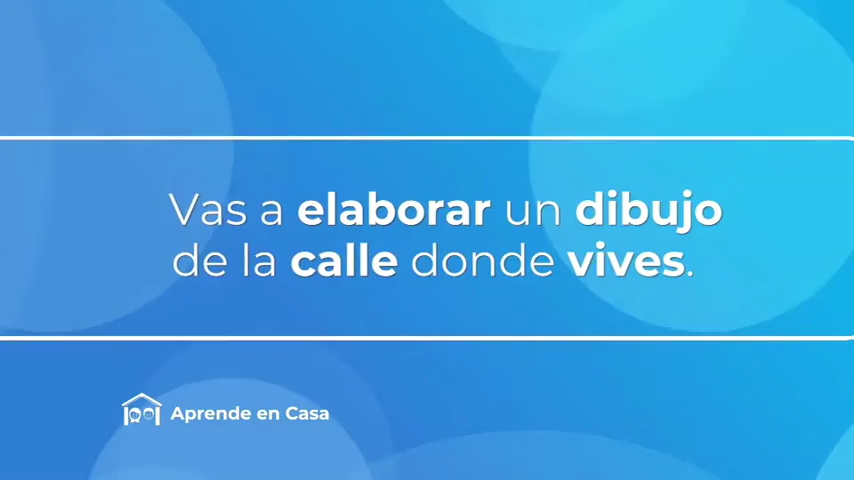 Vas a elaborar un dibujo
de la calle donde vives.
Aprende en Casa